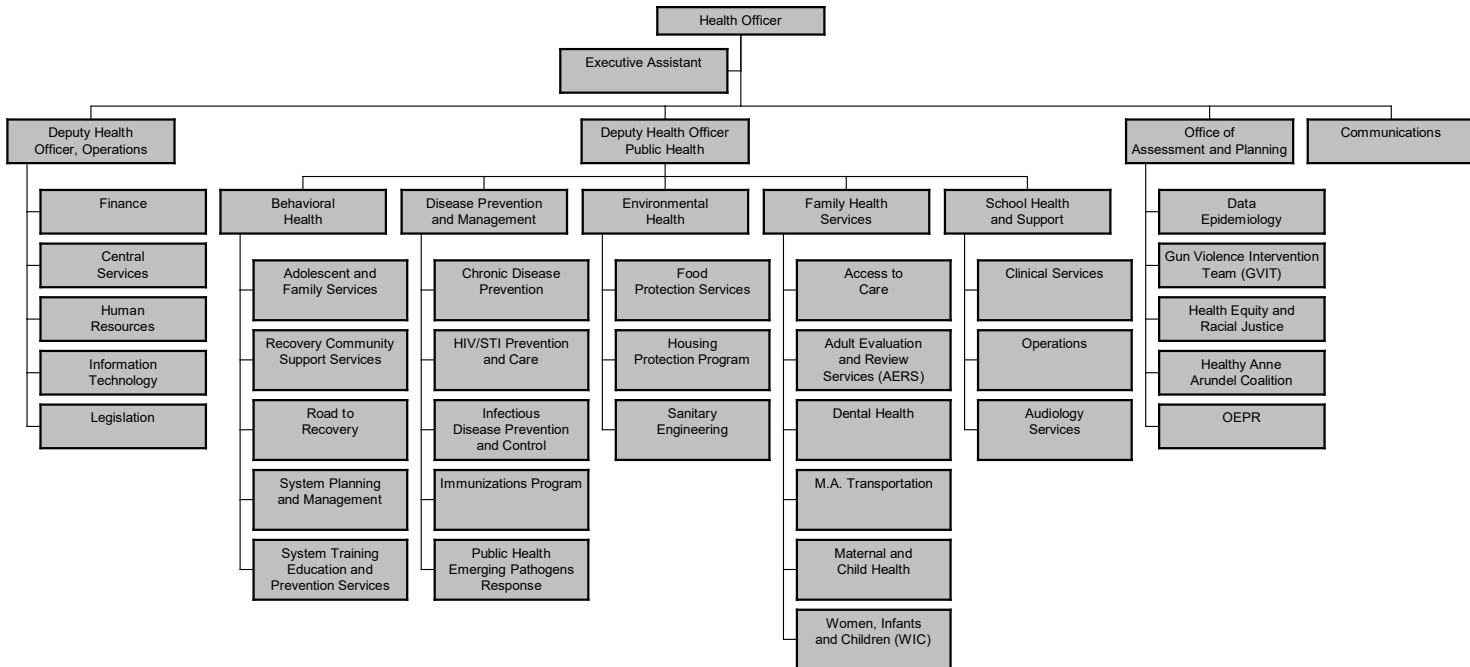 Health Officer
Executive Assistant
Deputy Health
Officer, Operations
Deputy Health Officer
Public Health
Office of
Assessment and Planning
Communications
Finance
Central
Services
Human
Resources
Information
Technology
Legislation
Behavioral
Health
Adolescent and
Family Services
Recovery Community
Support Services
Road to
Recovery
System Planning
and Management
System Training
Education and
Prevention Services
Disease Prevention
and Management
Chronic Disease
Prevention
HIV/STI Prevention
and Care
Infectious
Disease Prevention
and Control
Immunizations Program
Public Health
Emerging Pathogens
Response
Environmental
Health
Food
Protection Services
Housing
Protection Program
Sanitary
Engineering
Family Health
Services
Access to
Care
Adult Evaluation
and Review
Services (AERS)
Dental Health
M.A. Transportation
Maternal and
Child Health
Women, Infants
and Children (WIC)
School Health
and Support
Clinical Services
Operations
Audiology
Services
Data
Epidemiology
Gun Violence Intervention
Team (GVIT)
Health Equity and
Racial Justice
Healthy Anne
Arundel Coalition
OEPR